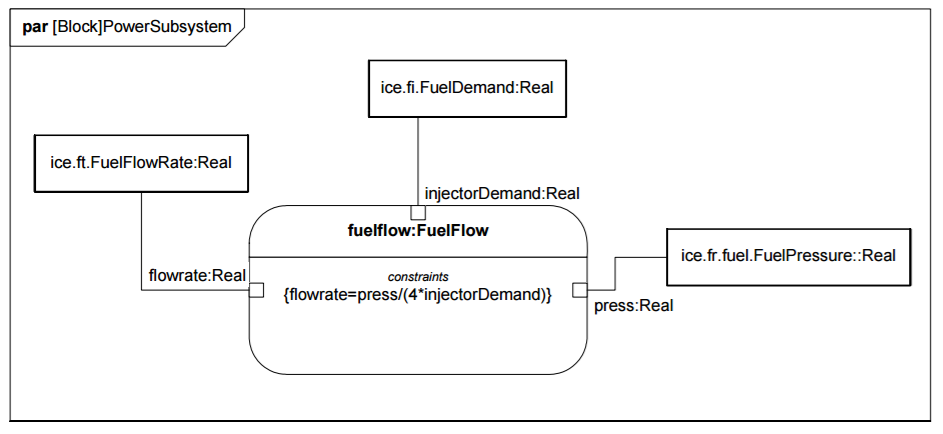 par [Block]PowerSubsystem
ice.fi.FuelDemand:Real
ice.ft.FuelFlowRate:Real
injectorDemand:Real
fuelflow:FuelFlow
ice.fr.fuel.FuelPressure::Real
flowrate:Real
constraints
{flowrate=press/(4*injectorDemand)}
press:Real